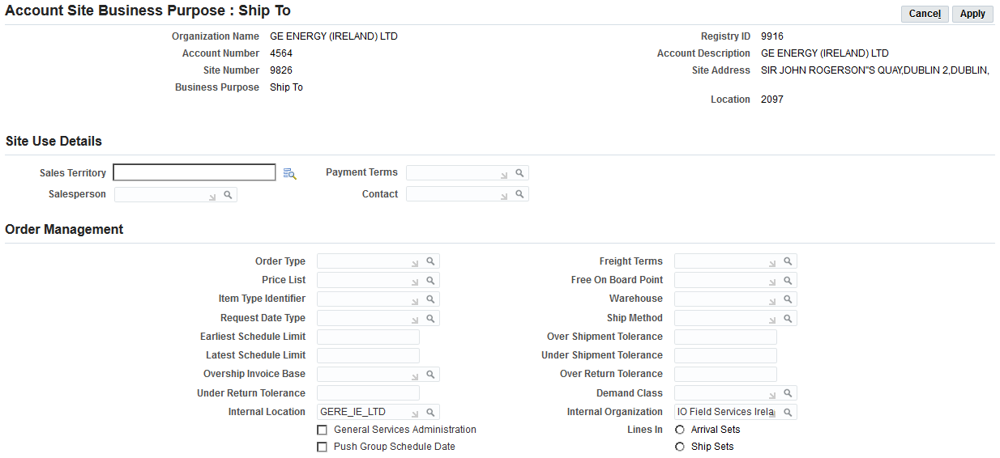 Account Site Business Purpose : Ship To
Cancel Apply
Organization Name GE ENERGY (IRELAND) LTD Registry ID 9916
Account Number 4564 Account Description GE ENERGY (IRELAND) LTD
Site Number 9826 Site Address SIR JOHN ROGERSON"S QUAY,DUBLIN 2,DUBLIN,
Business Purpose Ship To
Location 2097
Site Use Details
Sales Territory Payment Terms
Salesperson Contact
Order Management
Order Type Freight Terms
Price List Free On Board Point
Item Type Identifier Warehouse
Request Date Type Ship Method
Earliest Schedule Limit Over Shipment Tolerance
Latest Schedule Limit Under Shipment Tolerance
Overship Invoice Base Over Return Tolerance
Under Return Tolerance Demand Class
Internal Location GERE_IE_LTD Internal Organization IO Field Services Irela
General Services Administration Lines In Arrival Sets
Push Group Schedule Date Ship Sets